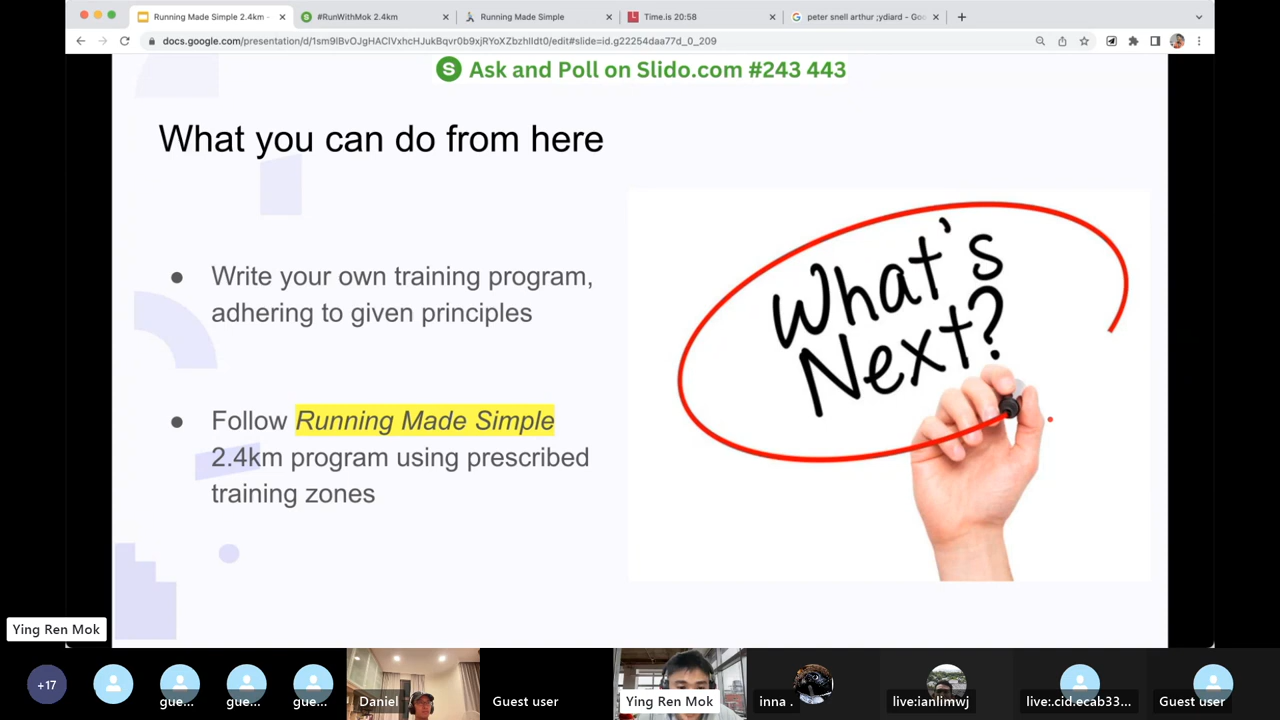 Running Made Simple 2.4km -
#RunWithMok 2.4km
Running Made Simple
Time.is 20:58
peter snell arthur ;ydiard - Goo
docs.google.com/presentation/d/1sm9lBvOJgHAClVxhcHJukBqvr0b9xjRYoXZbzhlIdt0/edit#slide=id.g22254daa77d_0_209
S Ask and Poll on Slido.com #243 443
What you can do from here
● Write your own training program,
adhering to given principles
● Follow Running Made Simple
2.4km program using prescribed
training zones
What's
Next?
Ying Ren Mok
+17
gue...
gue...
gue...
Daniel
Guest user
Ying Ren Mok
inna .
live:ianlimwj
live:.cid.ecab33...
Guest user